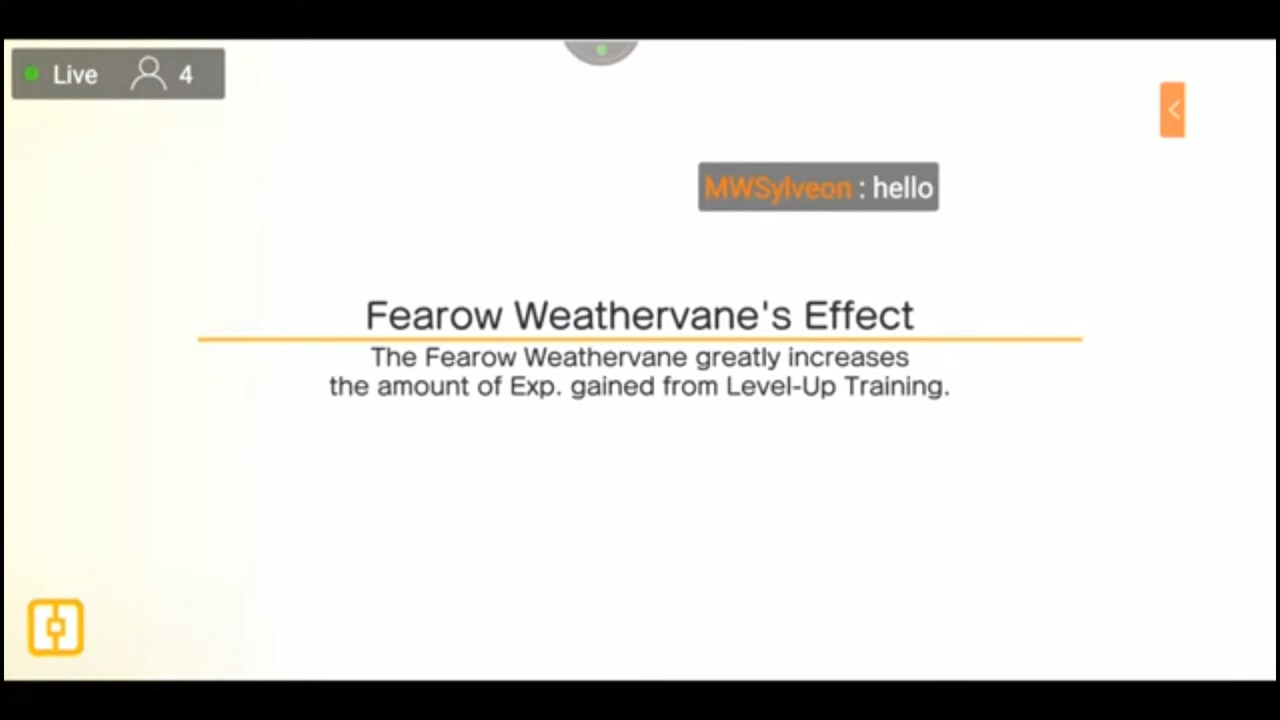 Live 4
MWSylveon : hello
Fearow Weathervane's Effect
The Fearow Weathervane greatly increases
the amount of Exp. gained from Level-Up Training.